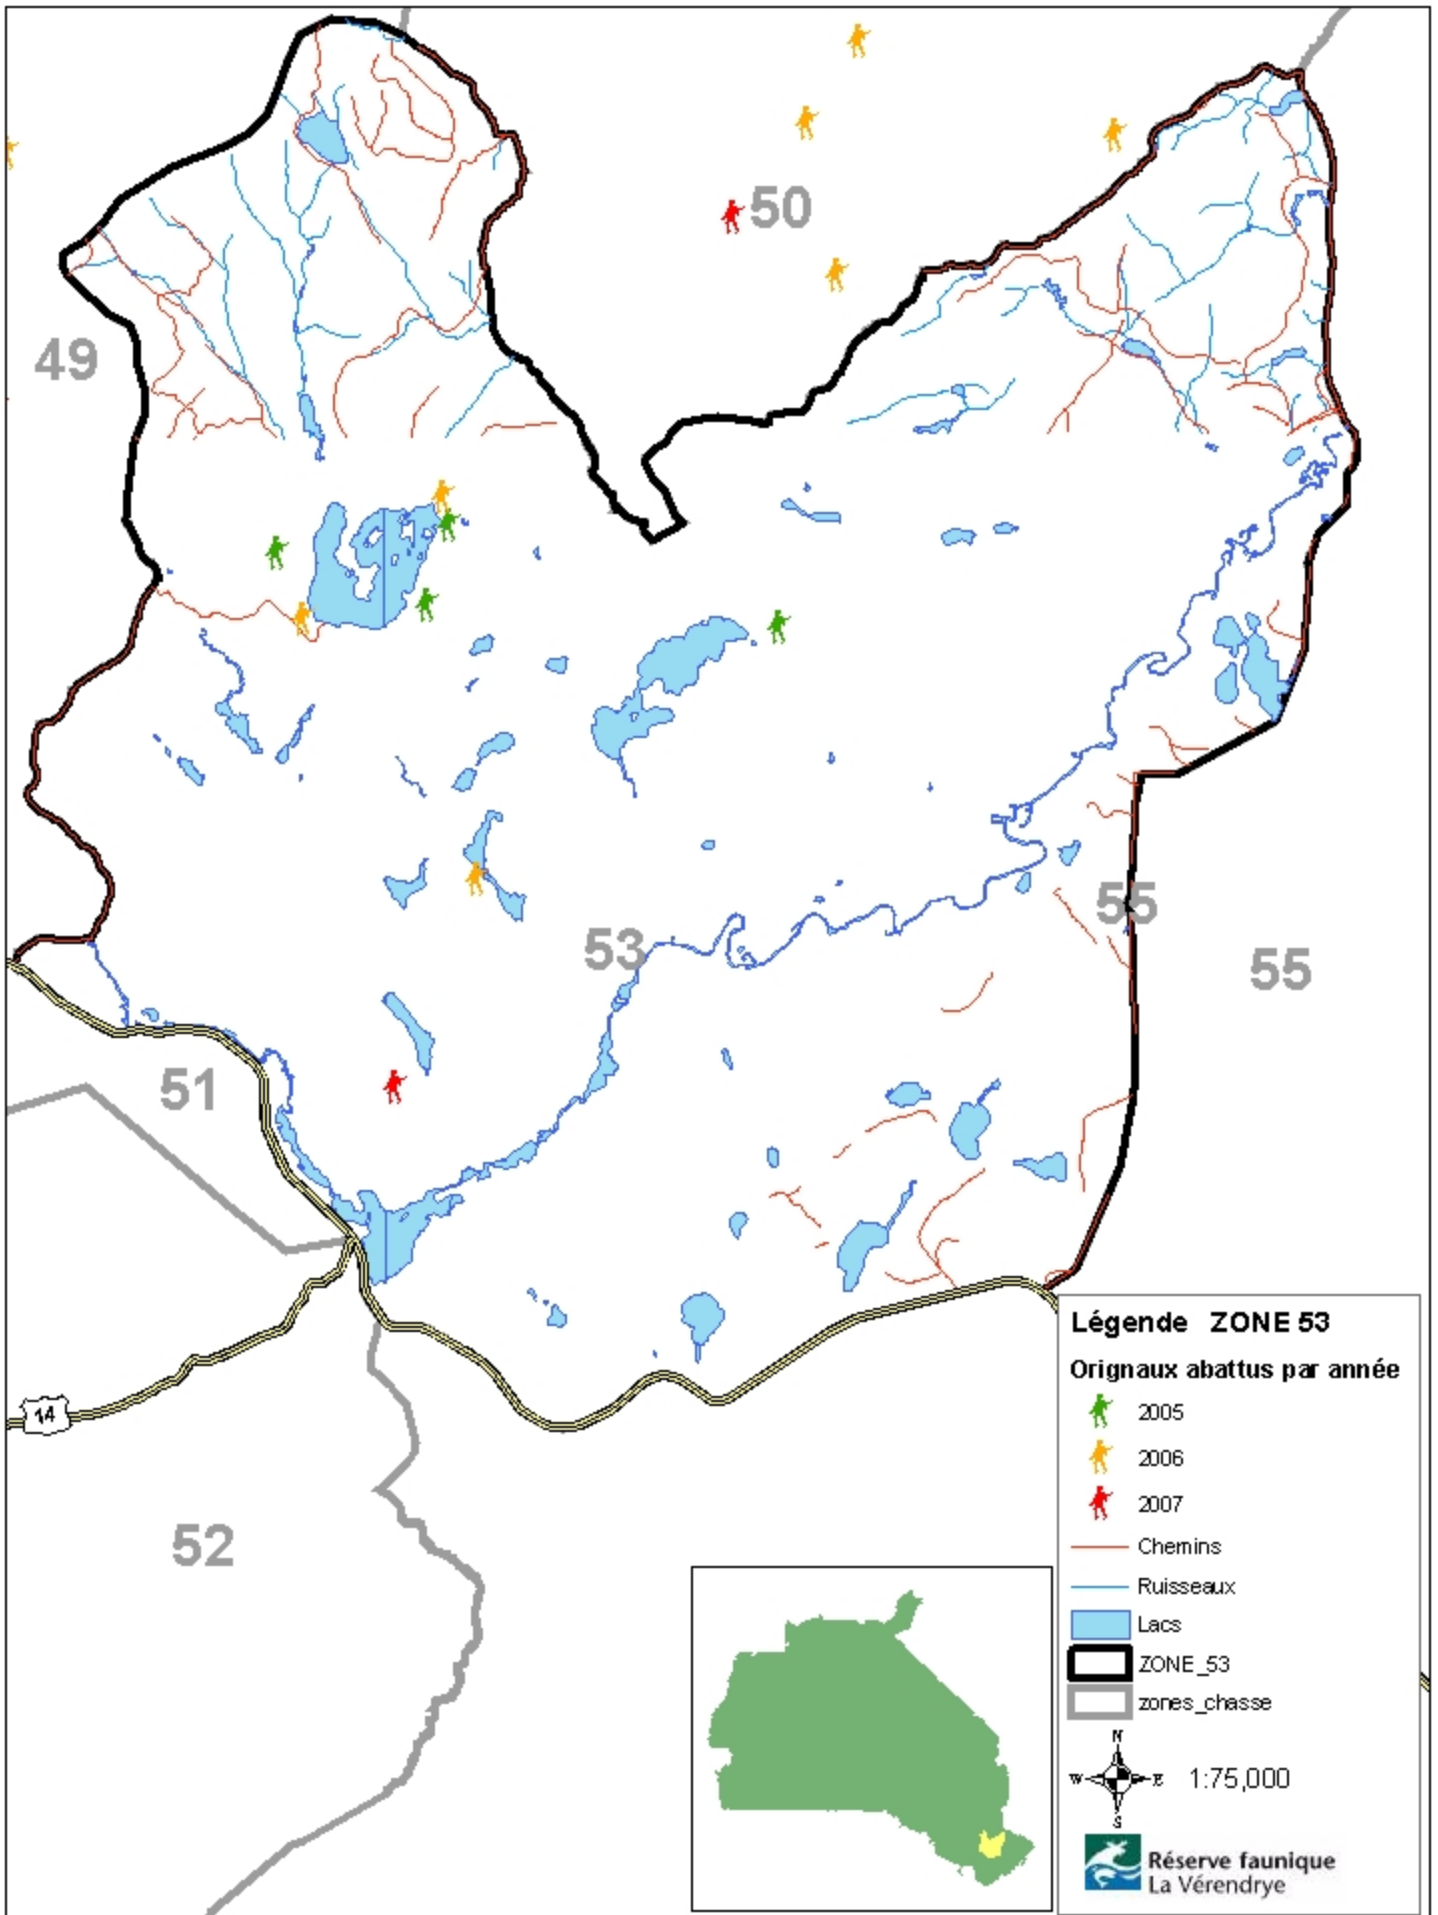 50
49
53
55
55
51
14
52
Légende ZONE 53
Orignaux abattus par année
2005
2006
2007
Chemins
Ruisseaux
Lacs
ZONE_53
zones_chasse
N
W E 1:75,000
S
Réserve faunique
La Vérendrye